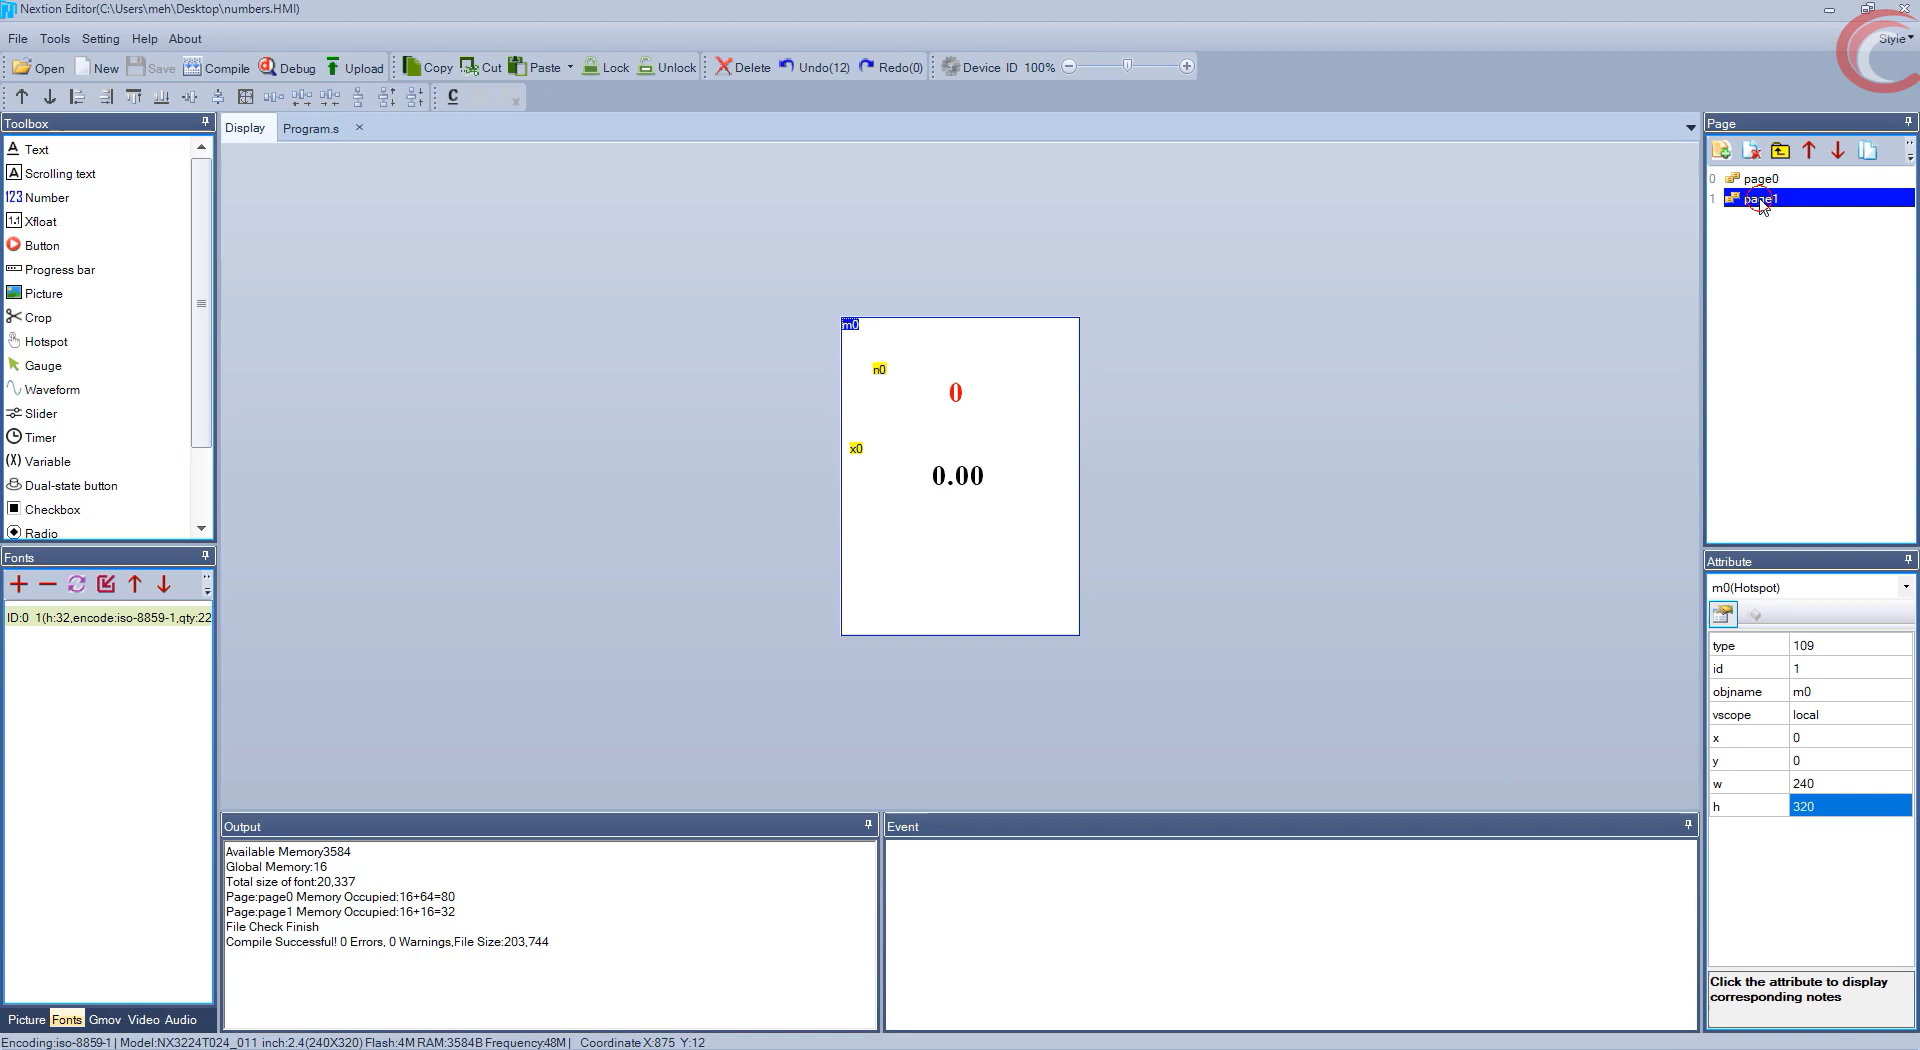 Nextion Editor(C:\Users\meh\Desktop\numbers.HMI)
File Tools Setting Help About
Style
Open New Save Compile Debug Upload Copy Cut Paste Lock Unlock Delete Undo(12) Redo(0) Device ID 100%
C
Toolbox
Text
Scrolling text
123 Number
1.1 Xfloat
Button
Progress bar
Picture
Crop
Hotspot
Gauge
Waveform
Slider
Timer
(X) Variable
Dual-state button
Checkbox
Radio
Fonts
ID:0 1(h:32,encode:iso-8859-1,qty:22
Picture Fonts Gmov Video Audio
Display Program.s
m0
n0
0
x0
0.00
Output
Available Memory3584
Global Memory:16
Total size of font:20,337
Page:page0 Memory Occupied:16+64=80
Page:page1 Memory Occupied:16+16=32
File Check Finish
Compile Successful! 0 Errors, 0 Warnings,File Size:203,744
Event
Page
0 page0
1 page1
Attribute
m0(Hotspot)
type 109
id 1
objname m0
vscope local
x 0
y 0
w 240
h 320
Click the attribute to display
corresponding notes
Encoding:iso-8859-1| Model:NX3224T024_011 inch:2.4(240X320) Flash:4M RAM:3584B Frequency:48M| Coordinate X:875 Y:12